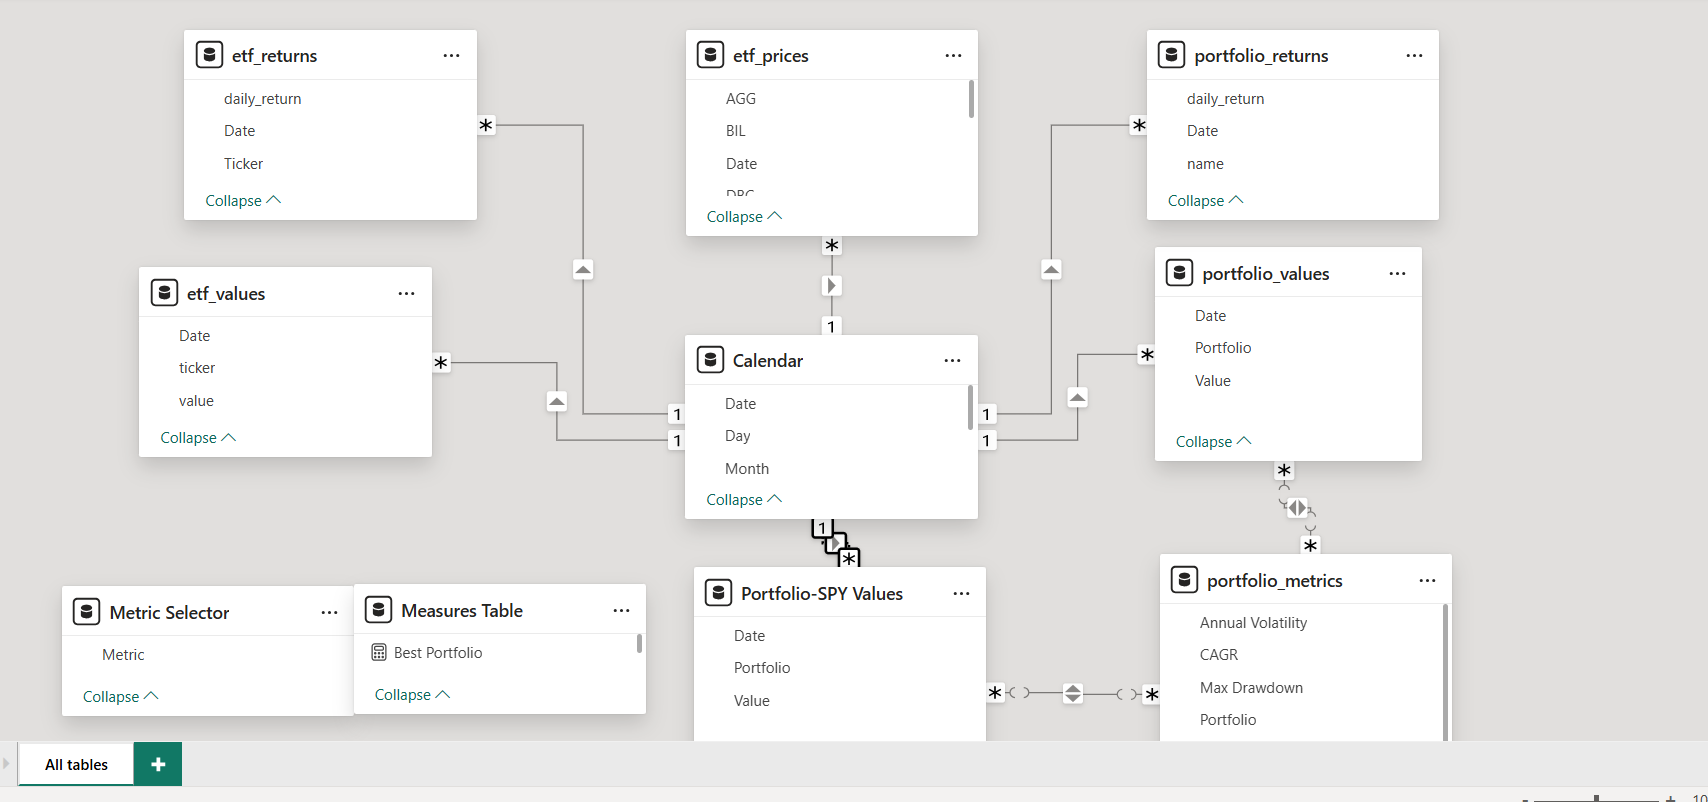 etf_returns
daily_return
Date
Ticker
Collapse
etf_prices
AGG
BIL
Date
DBC
Collapse
portfolio_returns
daily_return
Date
name
Collapse
etf_values
Date
ticker
value
Collapse
portfolio_values
Date
Portfolio
Value
Collapse
*
*
*
1
*
*
1
1
1
1
Calendar
Date
Day
Month
Collapse
1
*
*
*
Metric Selector
Metric
Collapse
Measures Table
Best Portfolio
Collapse
Portfolio-SPY Values
Date
Portfolio
Value
*
*
portfolio_metrics
Annual Volatility
CAGR
Max Drawdown
Portfolio
All tables
+
- +